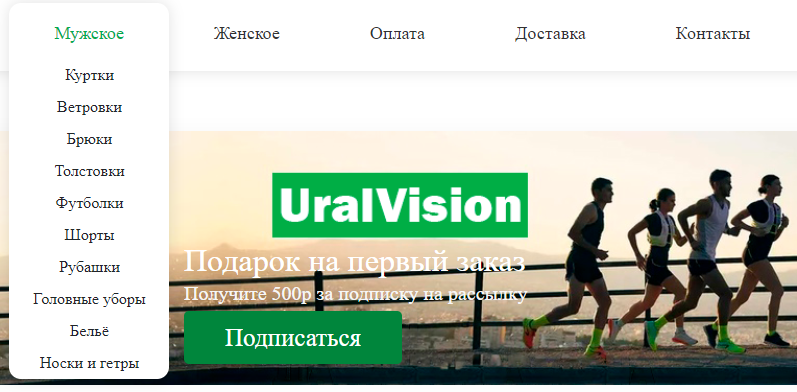 Мужское
Женское
Оплата
Доставка
Контакты
Куртки
Ветровки
Брюки
Толстовки
Футболки
Шорты
Рубашки
Головные уборы
Бельё
Носки и гетры
UralVision
Подарок на первый заказ
Получите 500р за подписку на рассылку
Подписаться